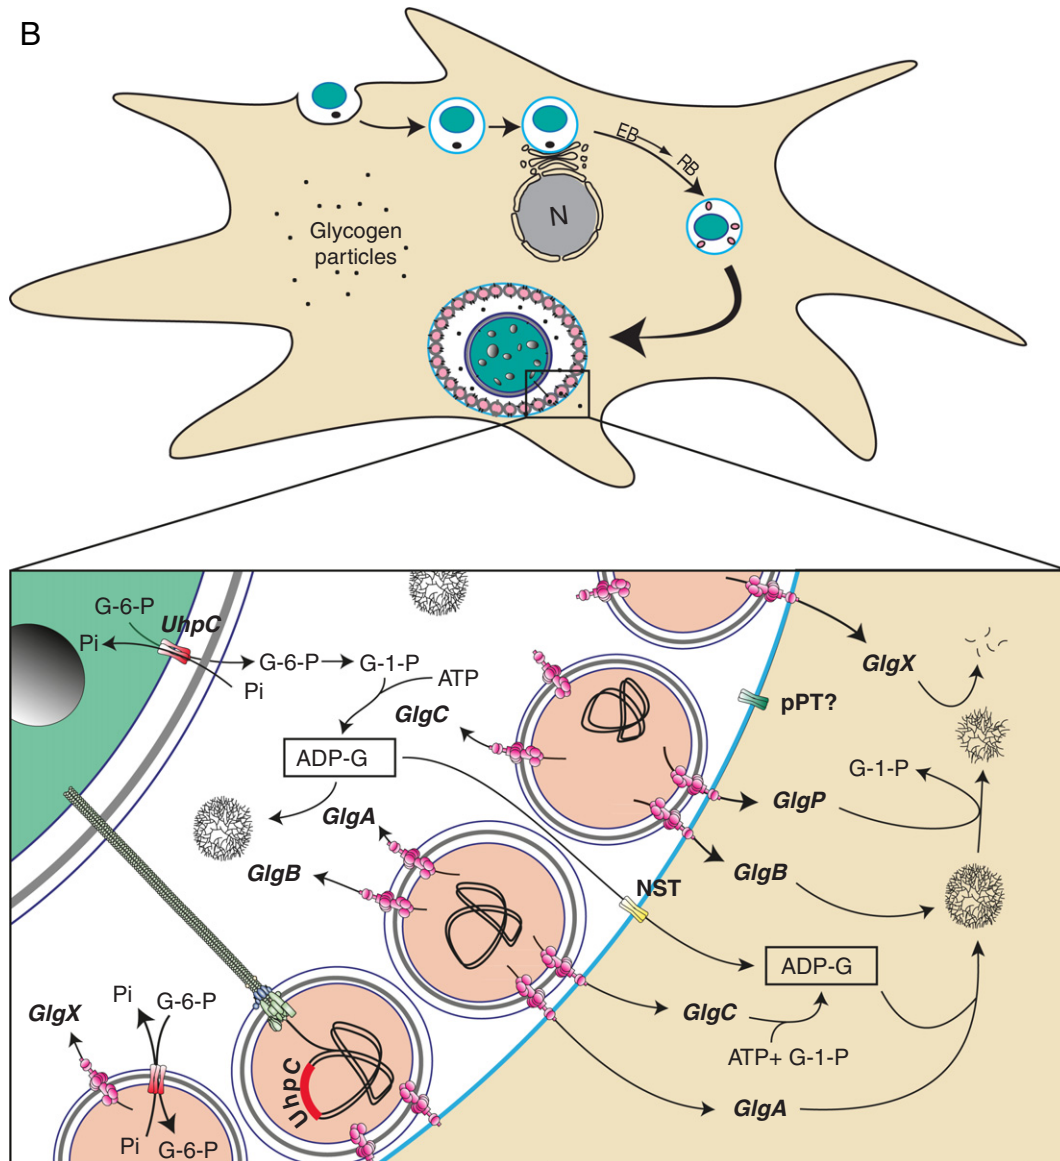 B
EB
RB
N
Glycogen
particles
G-6-P
UhpC
Pi
G-6-P
G-1-P
Pi
ATP
GlgX
pPT?
GlgC
ADP-G
G-1-P
GlgP
GlgA
GlgB
GlgB
NST
ADP-G
GlgX
Pi
G-6-P
GlgC
ATP+ G-1-P
UhpC
GlgA
Pi
G-6-P